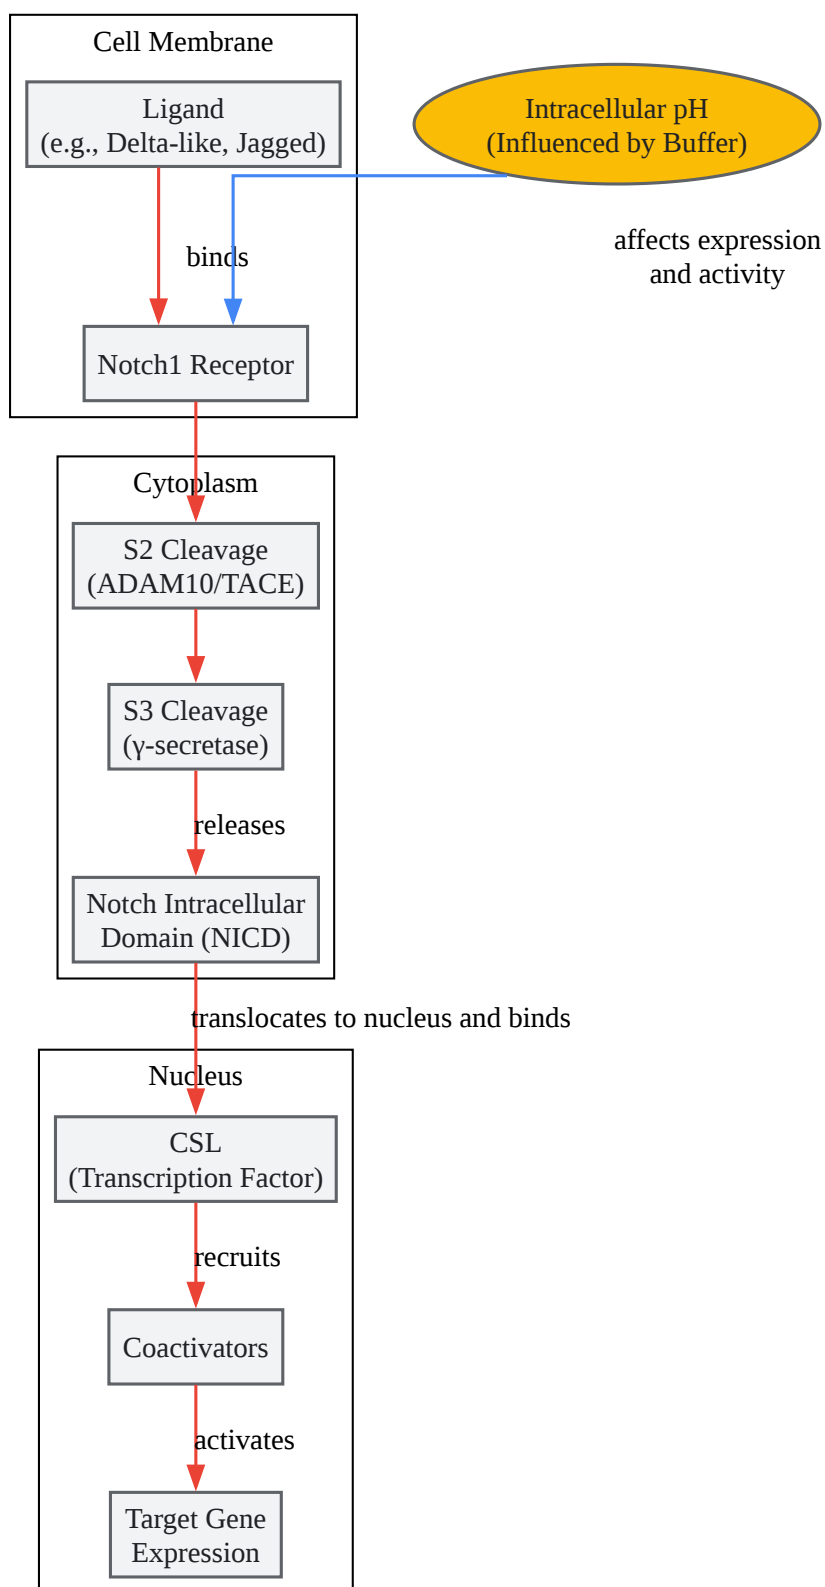 Cell Membrane
Ligand
(e.g., Delta-like, Jagged)
Intracellular pH
(Influenced by Buffer)
binds
affects expression
and activity
Notch1 Receptor
Cytoplasm
S2 Cleavage
(ADAM10/TACE)
S3 Cleavage
(γ-secretase)
releases
Notch Intracellular
Domain (NICD)
translocates to nucleus and binds
Nucleus
CSL
(Transcription Factor)
recruits
Coactivators
activates
Target Gene
Expression